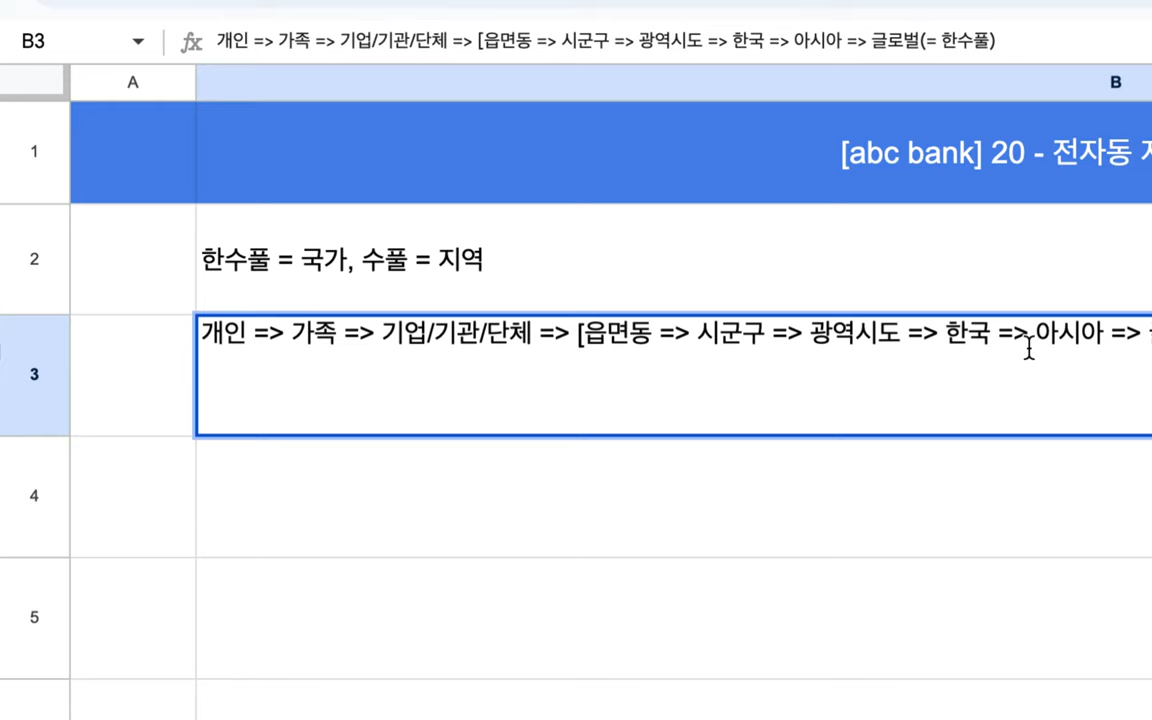 B3
fx 개인 => 가족 => 기업/기관/단체 => [읍면동 => 시군구 => 광역시도 => 한국 => 아시아 => 글로벌(= 한수풀)
A B
1 [abc bank] 20 - 전자동
2 한수풀 = 국가, 수풀 = 지역
3 개인 => 가족 => 기업/기관/단체 => [읍면동 => 시군구 => 광역시도 => 한국 => 아시아 =>
4
5